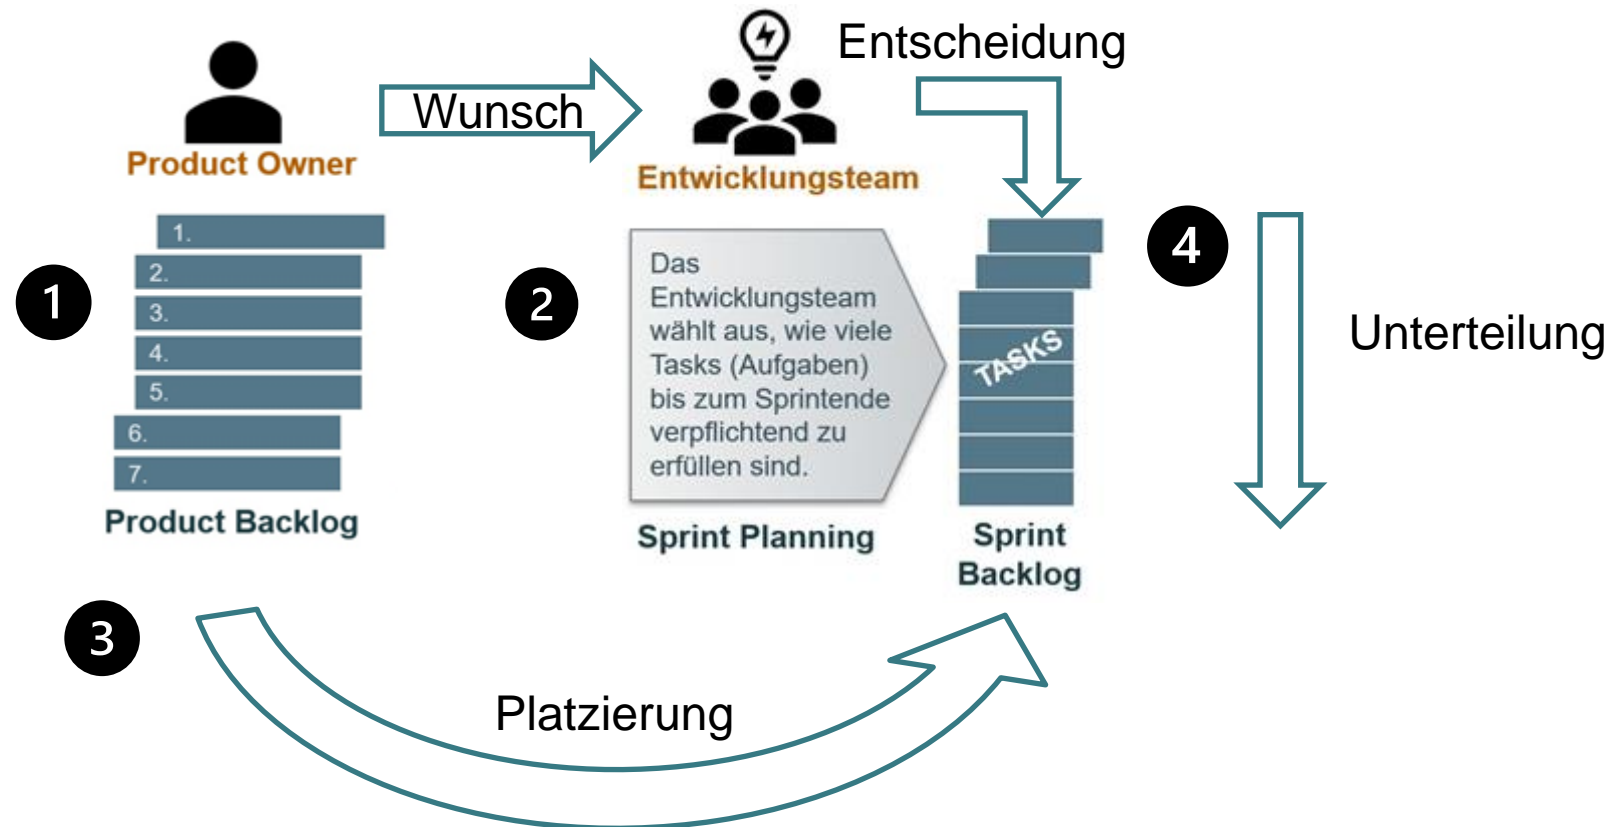 Entscheidung
Wunsch
Product Owner
Entwicklungsteam
1.
2.
3.
4.
5.
6.
7.
1
Product Backlog
2
Das
Entwicklungsteam
wählt aus, wie viele
Tasks (Aufgaben)
bis zum Sprintende
verpflichtend zu
erfüllen sind.
Sprint Planning
TASKS
Sprint
Backlog
4
Unterteilung
3
Platzierung